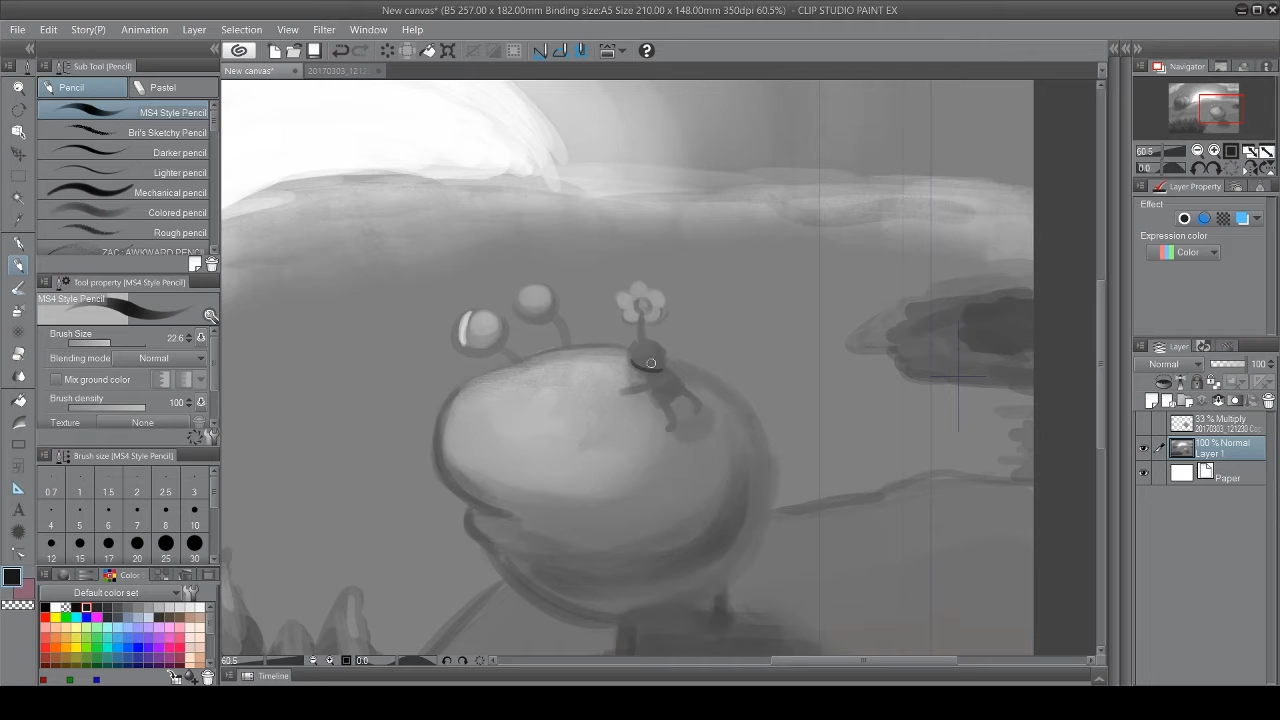 New canvas* (B5 257.00 x 182.00mm Binding size:A5 Size 210.00 x 148.00mm 350dpi 60.5%) - CLIP STUDIO PAINT EX
File Edit Story(P) Animation Layer Selection View Filter Window Help
Sub Tool [Pencil]
New canvas*
20170303_1212
Navigator
Pencil Pastel
MS4 Style Pencil
Bri's Sketchy Pencil
Darker pencil
Lighter pencil
Mechanical pencil
Colored pencil
Rough pencil
ZAC : AWKWARD PENCIL
60.5
0.0
Layer Property
Effect
Expression color
Color
Tool property [MS4 Style Pencil]
MS4 Style Pencil
Brush Size 22.6
Blending mode Normal
Mix ground color
Brush density 100
Texture None
Layer
Normal 100
33 % Multiply
20170303_121230 Co
100 % Normal
Layer 1
Paper
Brush size [MS4 Style Pencil]
0.7 1 1.5 2 2.5 3
4 5 6 7 8 10
12 15 17 20 25 30
Color
Default color set
60.5 0.0
Timeline